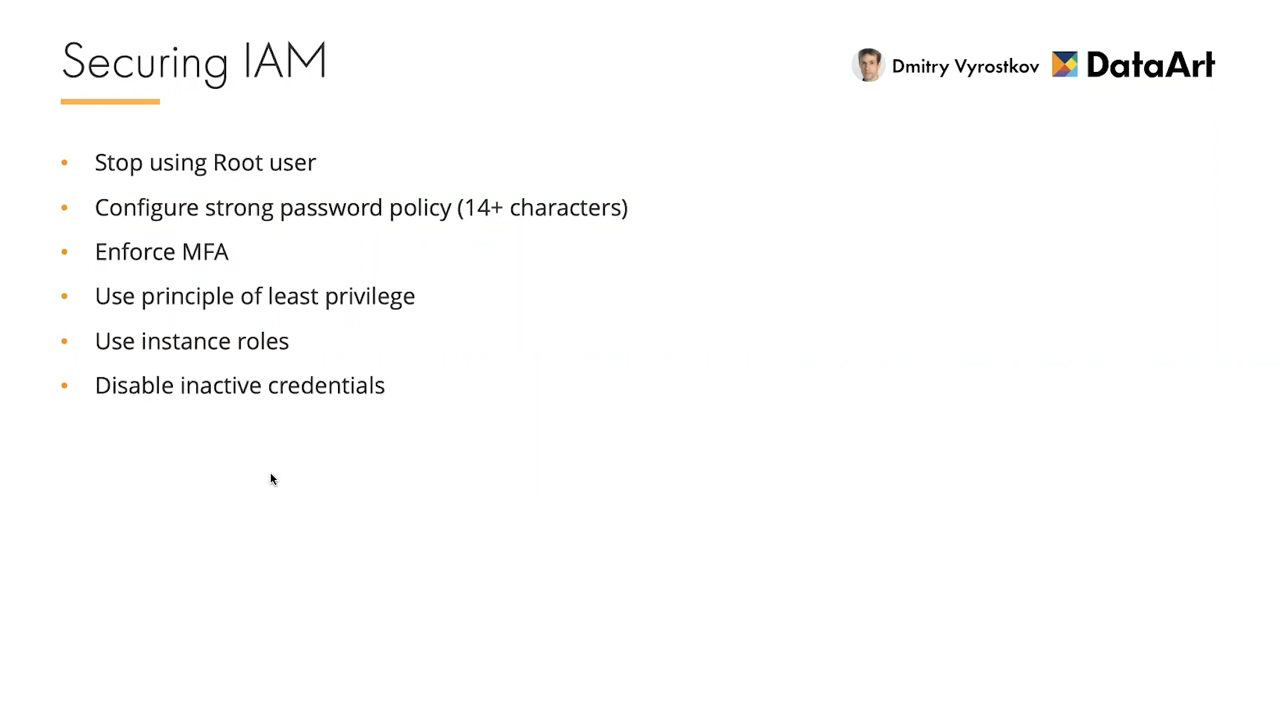 Securing IAM
Dmitry Vyrostkov DataArt
• Stop using Root user
• Configure strong password policy (14+ characters)
• Enforce MFA
• Use principle of least privilege
• Use instance roles
• Disable inactive credentials